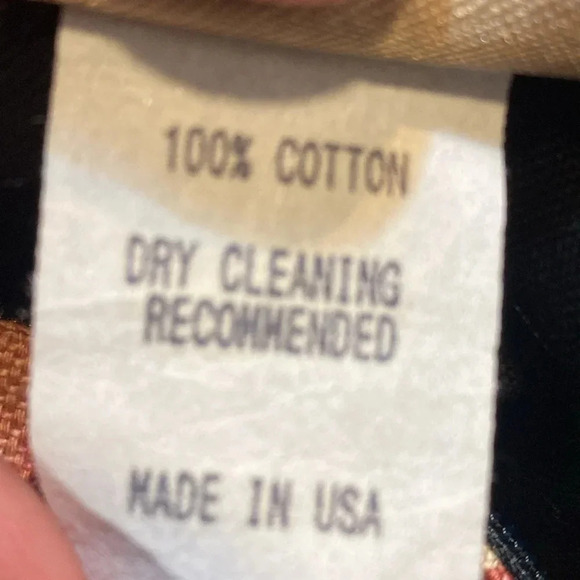 100% COTTON
DRY CLEANING
RECOMMENDED
MADE IN USA